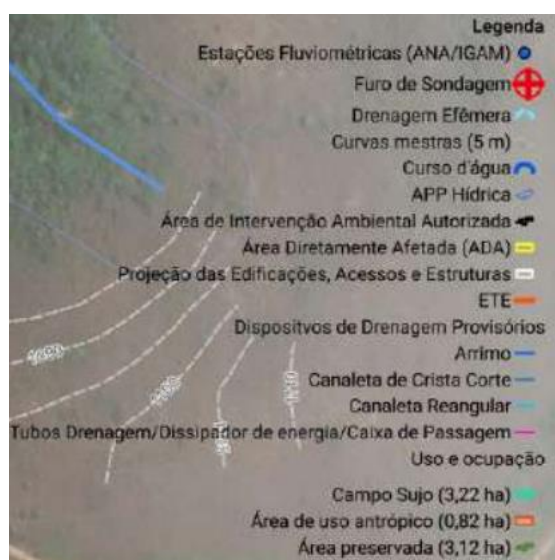 Legenda
Estações Fluviométricas (ANA/IGAM)
Furo de Sondagem
Drenagem Efêmera
Curvas mestras (5 m)
Curso d'água
APP Hídrica
Área de Intervenção Ambiental Autorizada
Área Diretamente Afetada (ADA)
Projeção das Edificações, Acessos e Estruturas
ETE
Dispositvos de Drenagem Provisórios
Arrimo
Canaleta de Crista Corte
Canaleta Reangular
Tubos Drenagem/Dissipador de energia/Caixa de Passagem
Uso e ocupação
Campo Sujo (3,22 ha)
Área de uso antrópico (0,82 ha)
Área preservada (3,12 ha)